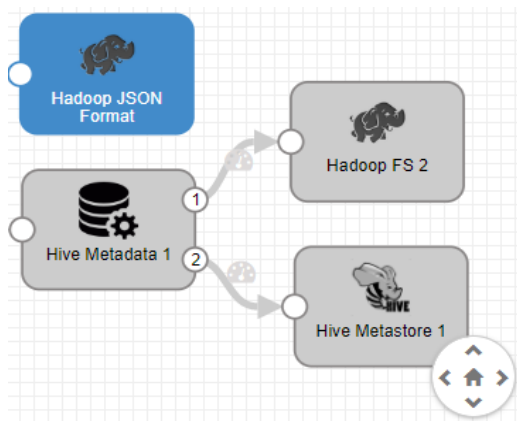 Hadoop JSON
Format
Hadoop FS 2
1
Hive Metadata 1
2
HIVE
Hive Metastore 1